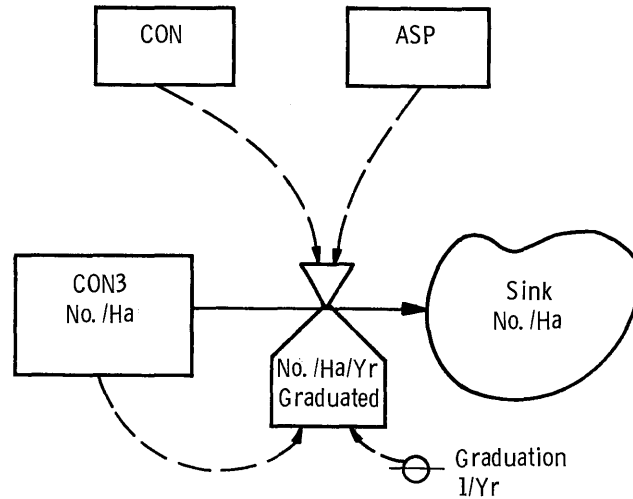 CON
ASP
CON3
No. /Ha
Sink
No. /Ha
No. /Ha/Yr
Graduated
Graduation
1/Yr